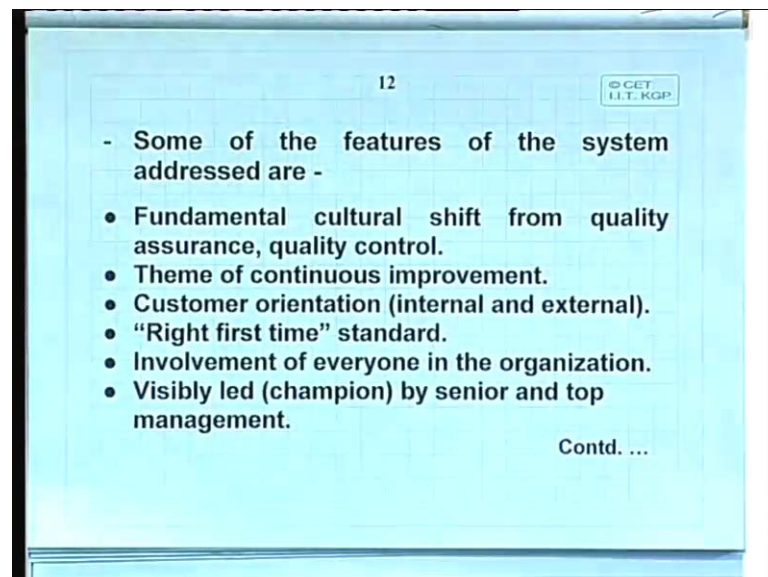 12
© CET
I.I.T. KGP
- Some of the features of the system
addressed are -
• Fundamental cultural shift from quality
assurance, quality control.
• Theme of continuous improvement.
• Customer orientation (internal and external).
• “Right first time” standard.
• Involvement of everyone in the organization.
• Visibly led (champion) by senior and top
management.
Contd. ...